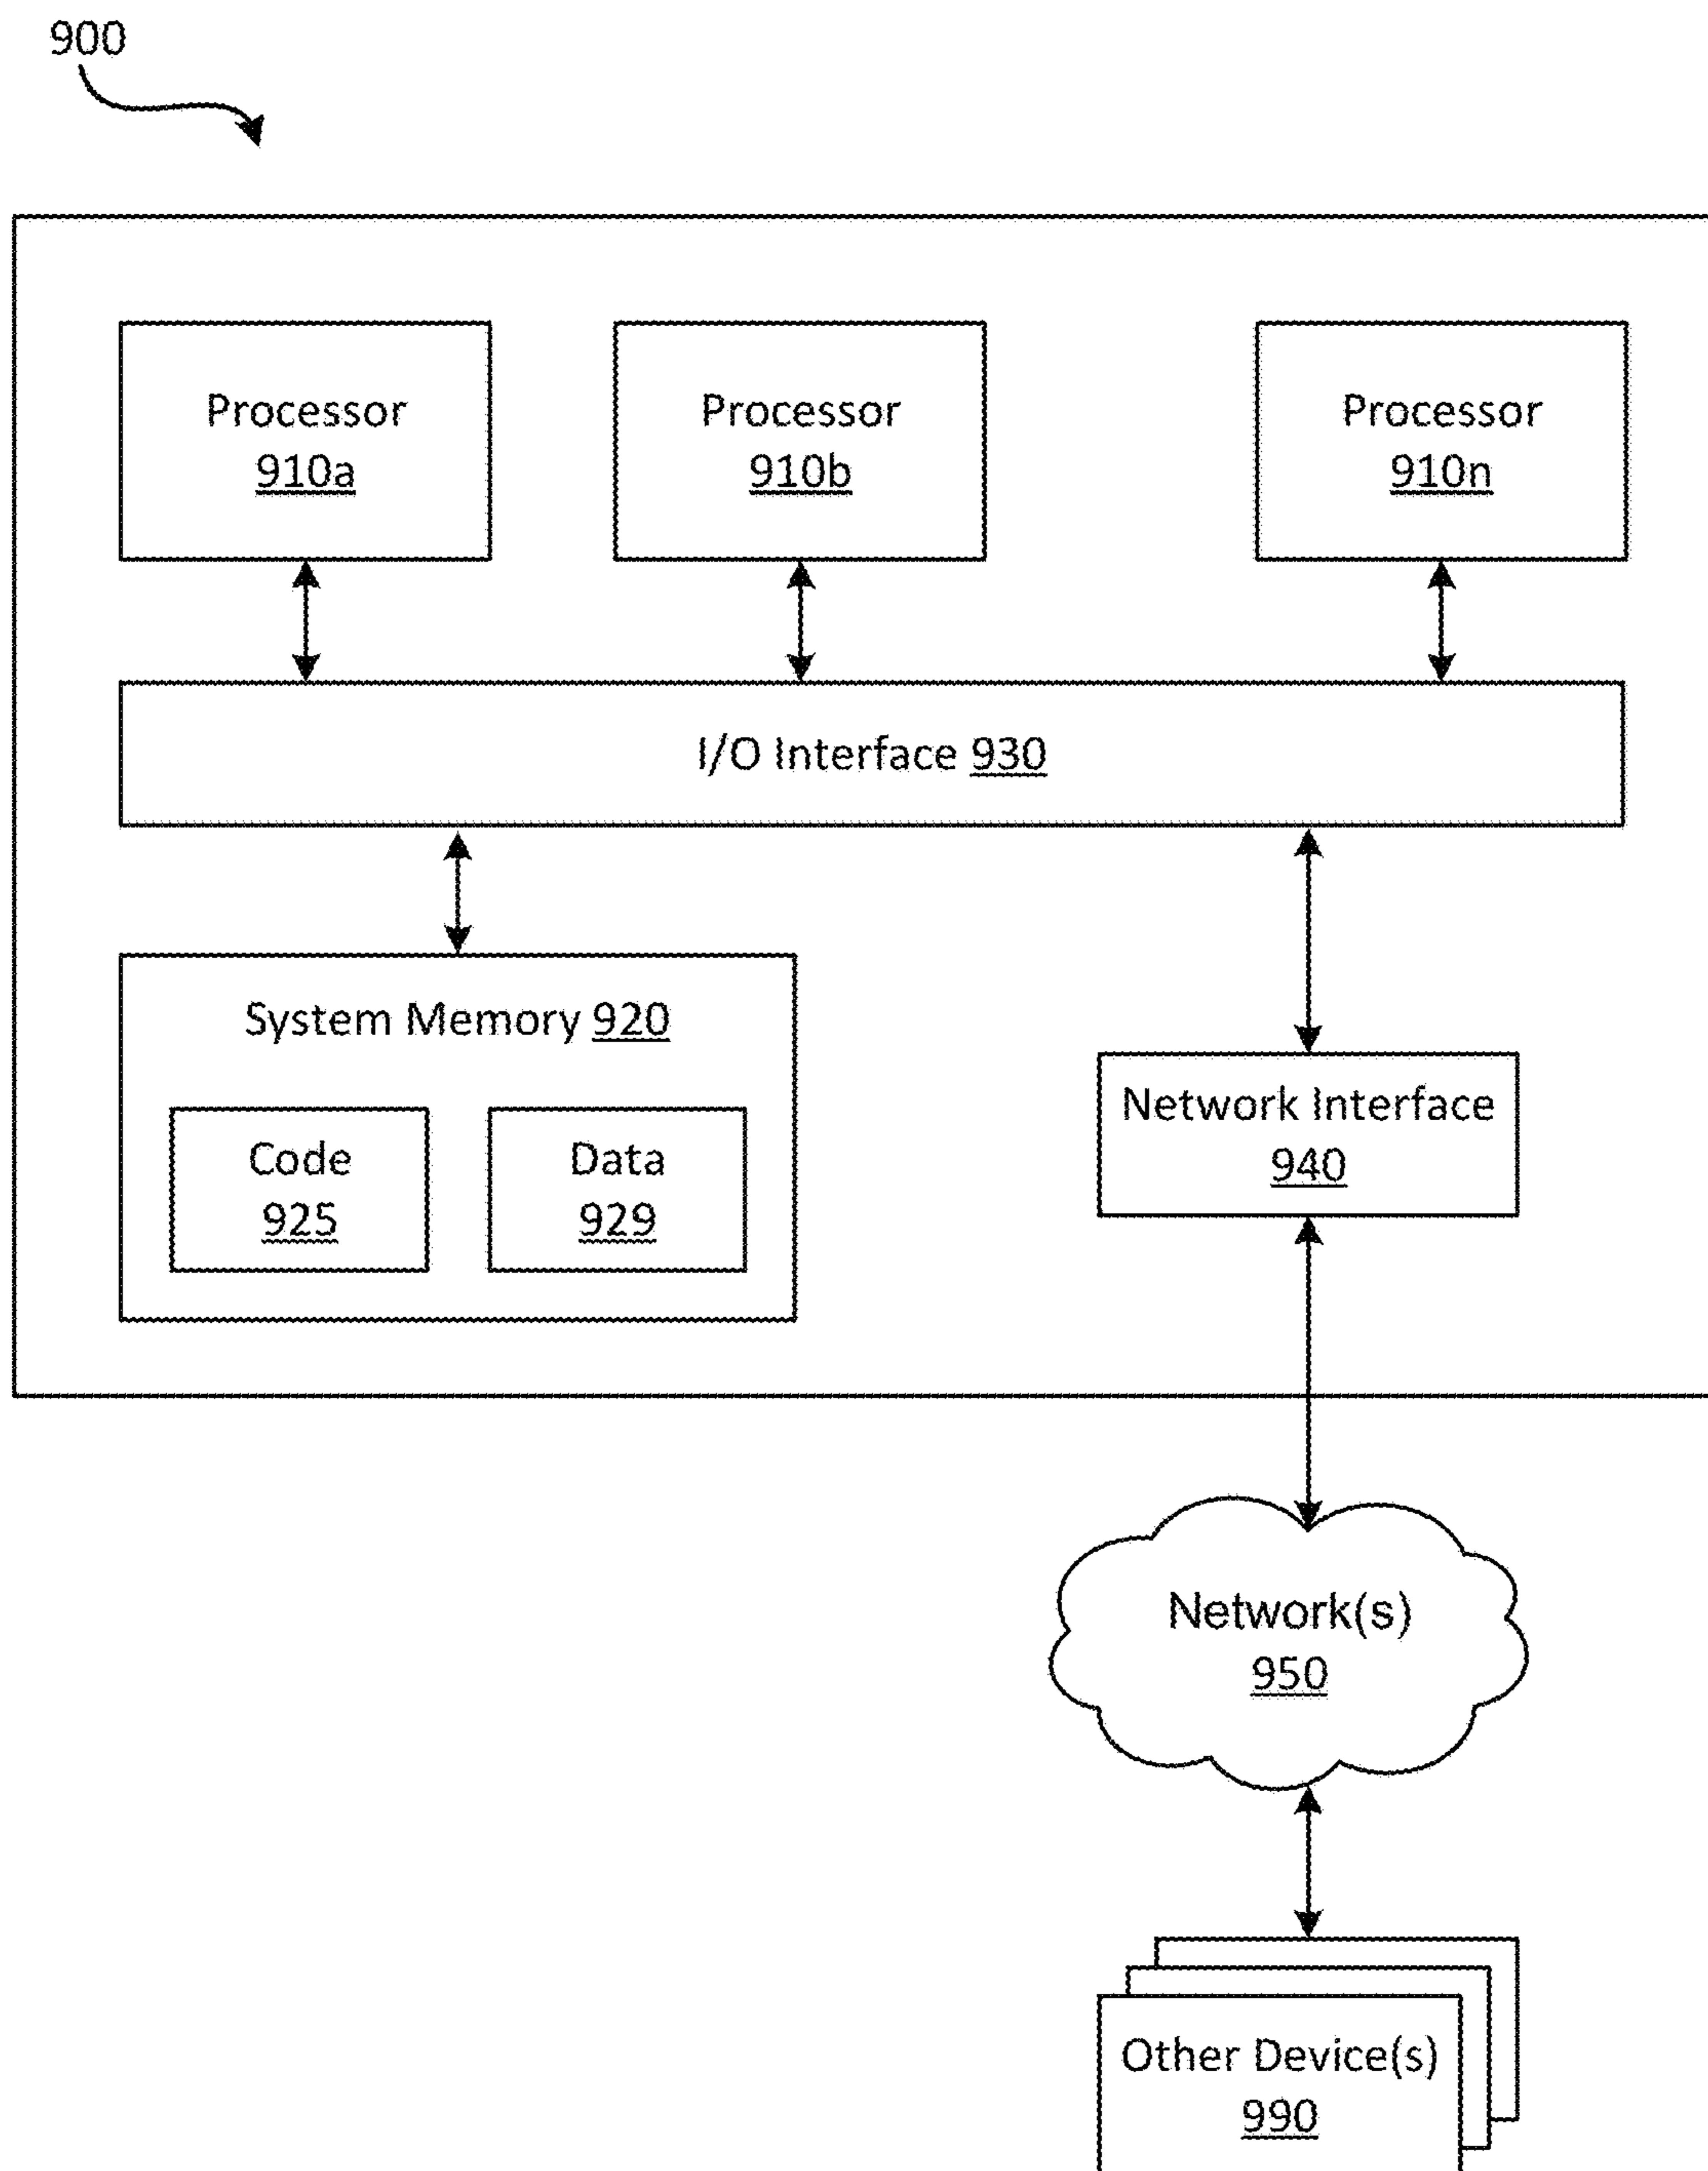 900
Processor
910a
Processor
910b
Processor
910n
I/O Interface 930
System Memory 920
Code
925
Data
929
Network Interface
940
Network(s)
950
Other Device(s)
990